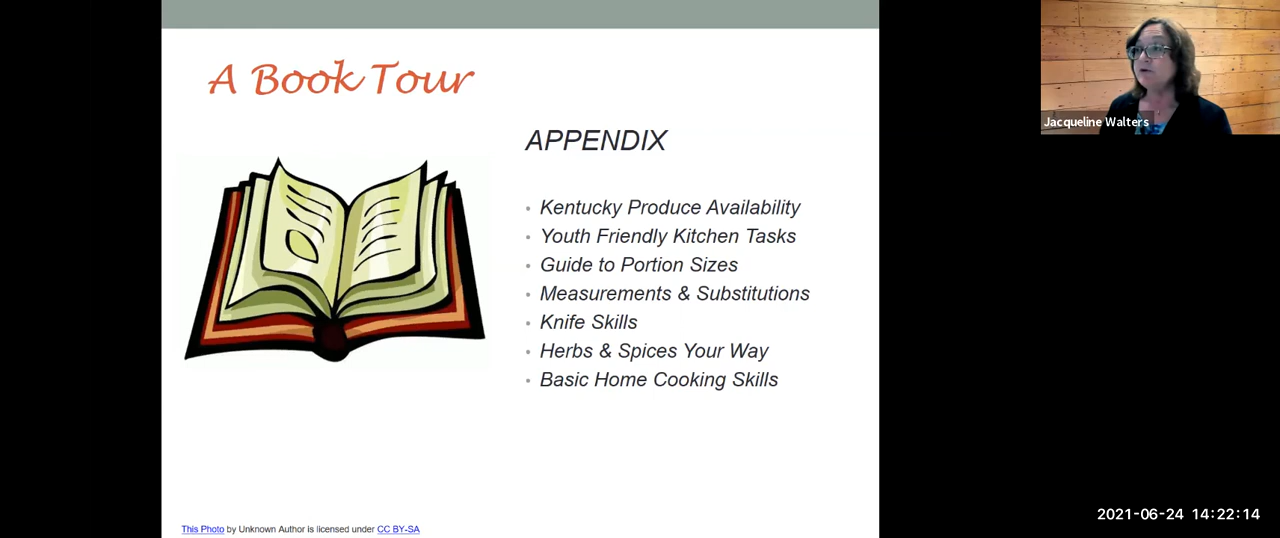 A Book Tour
APPENDIX
• Kentucky Produce Availability
• Youth Friendly Kitchen Tasks
• Guide to Portion Sizes
• Measurements & Substitutions
• Knife Skills
• Herbs & Spices Your Way
• Basic Home Cooking Skills
This Photo by Unknown Author is licensed under CC BY-SA
Jacqueline Walters
2021-06-24 14:22:14